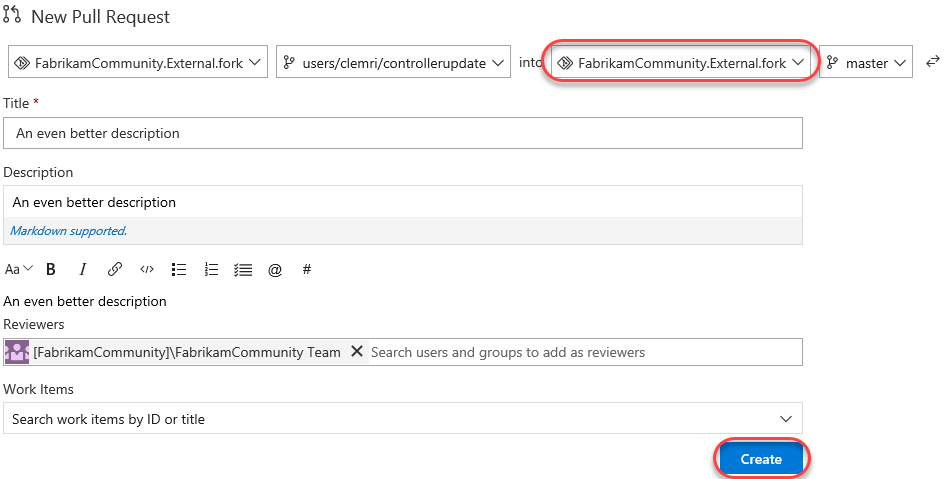 New Pull Request
FabrikamCommunity.External.fork users/clemri/controllerupdate into FabrikamCommunity.External.fork master
Title *
An even better description
Description
An even better description
Markdown supported.
Aa B I </> @ #
An even better description
Reviewers
[FabrikamCommunity]\FabrikamCommunity Team Search users and groups to add as reviewers
Work Items
Search work items by ID or title
Create